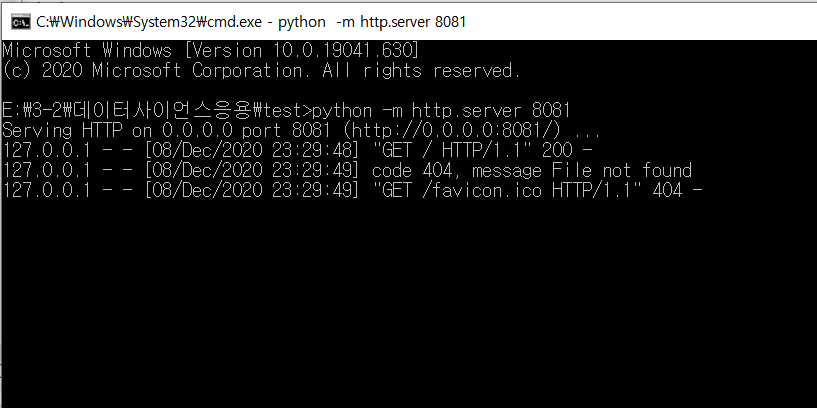 C:₩Windows₩System32₩cmd.exe - python  -m http.server 8081
Microsoft Windows [Version 10.0.19041.630]
(c) 2020 Microsoft Corporation. All rights reserved.
E:₩3-2₩데이터사이언스응용₩test>python -m http.server 8081
Serving HTTP on 0.0.0.0 port 8081 (http://0.0.0.0:8081/) ...
127.0.0.1 - - [08/Dec/2020 23:29:48] "GET / HTTP/1.1" 200 -
127.0.0.1 - - [08/Dec/2020 23:29:49] code 404, message File not found
127.0.0.1 - - [08/Dec/2020 23:29:49] "GET /favicon.ico HTTP/1.1" 404 -